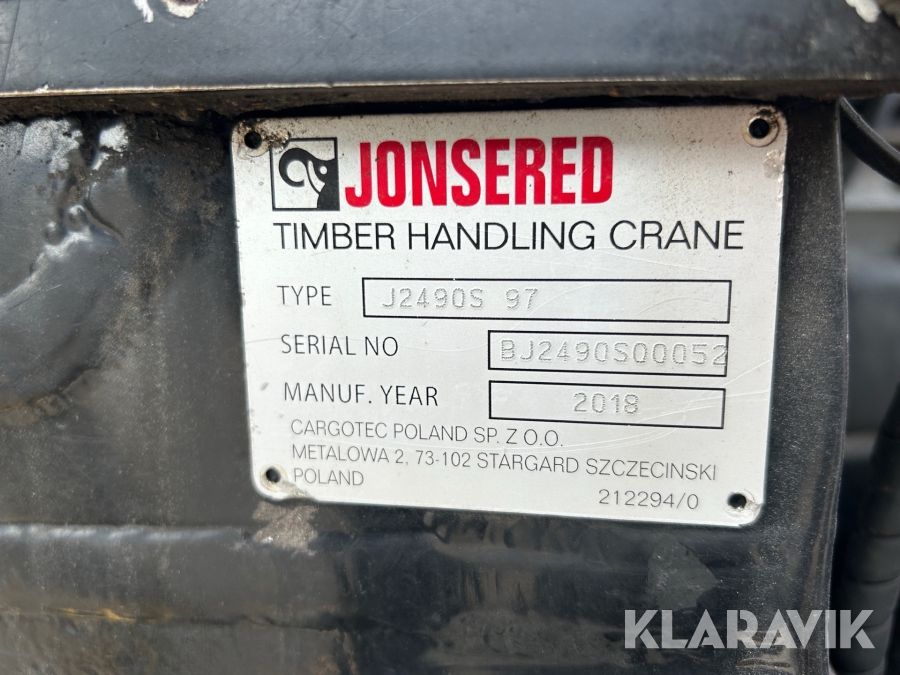 JONSERED
TIMBER HANDLING CRANE
TYPE J2490S 97
SERIAL NO BJ2490S00052
MANUF. YEAR 2018
CARGOTEC POLAND SP. Z O.O.
METALOWA 2, 73-102 STARGARD SZCZECINSKI
POLAND 212294/0
KLARAVIK